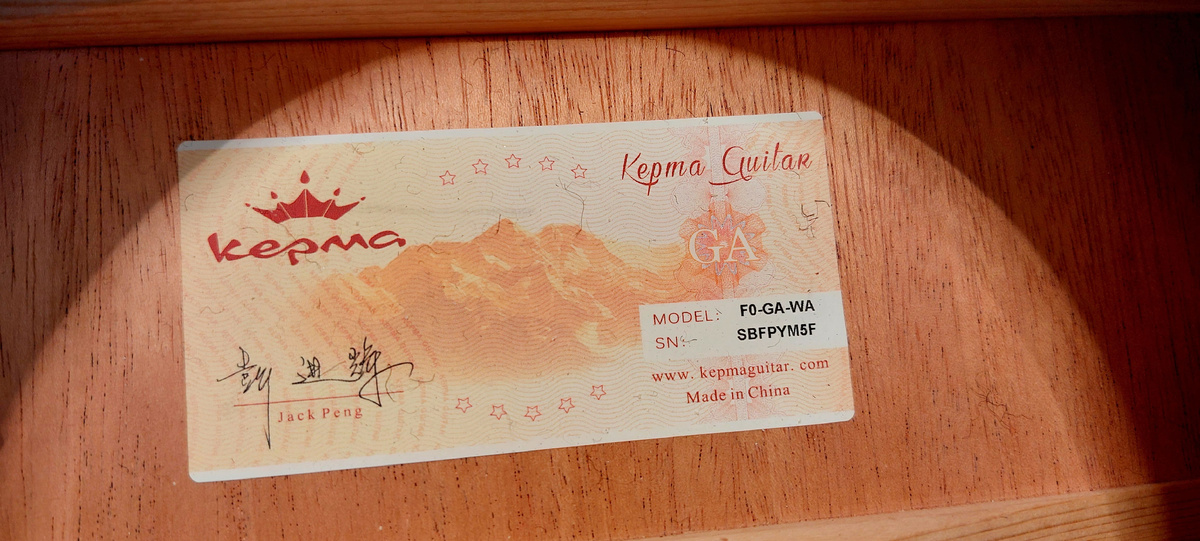 Kepma Guitar
kepma
GA
MODEL: F0-GA-WA
SN: SBFPYM5F
www.kepmaguitar.com
Made in China
Jack Peng